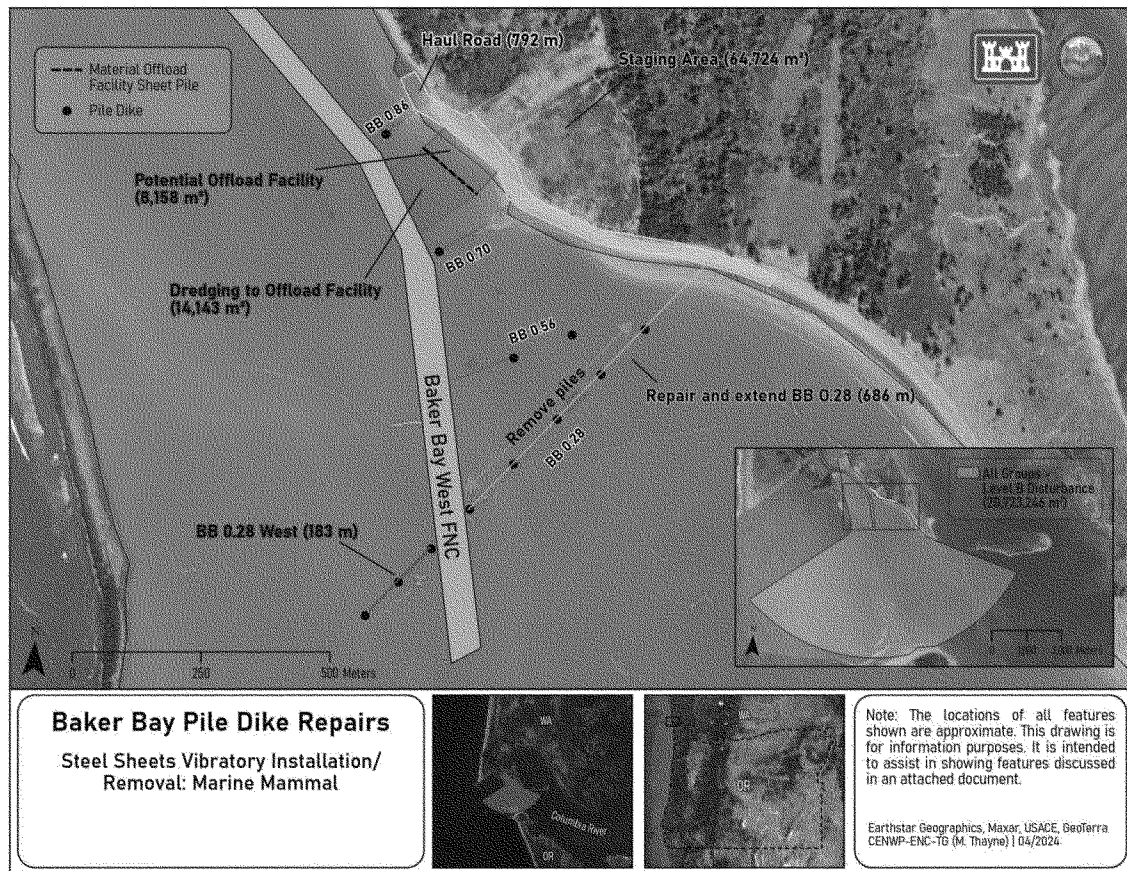 Haul Road (792 m)
Staging Area (64,724 m²)
Material Offload
Facility Sheet Pile
Pile Dike
BB 0.86
Potential Offload Facility
(8,158 m²)
BB 0.70
Dredging to Offload Facility
(14,143 m²)
BB 0.56
Remove piles
Repair and extend BB 0.28 (686 m)
BB 0.28
Baker Bay West FNC
BB 0.28 West (183 m)
All Groups -
Level B Disturbance
N
0 250 500 Meters
Baker Bay Pile Dike Repairs
Steel Sheets Vibratory Installation/
Removal: Marine Mammal
WA
Columbia River
OR
WA
OR
Note: The locations of all features
shown are approximate. This drawing is
for information purposes. It is intended
to assist in showing features discussed
in an attached document.
Earthstar Geographics, Maxar, USACE, GeoTerra
CENWP-ENC-TG (M. Thayne) | 04/2024